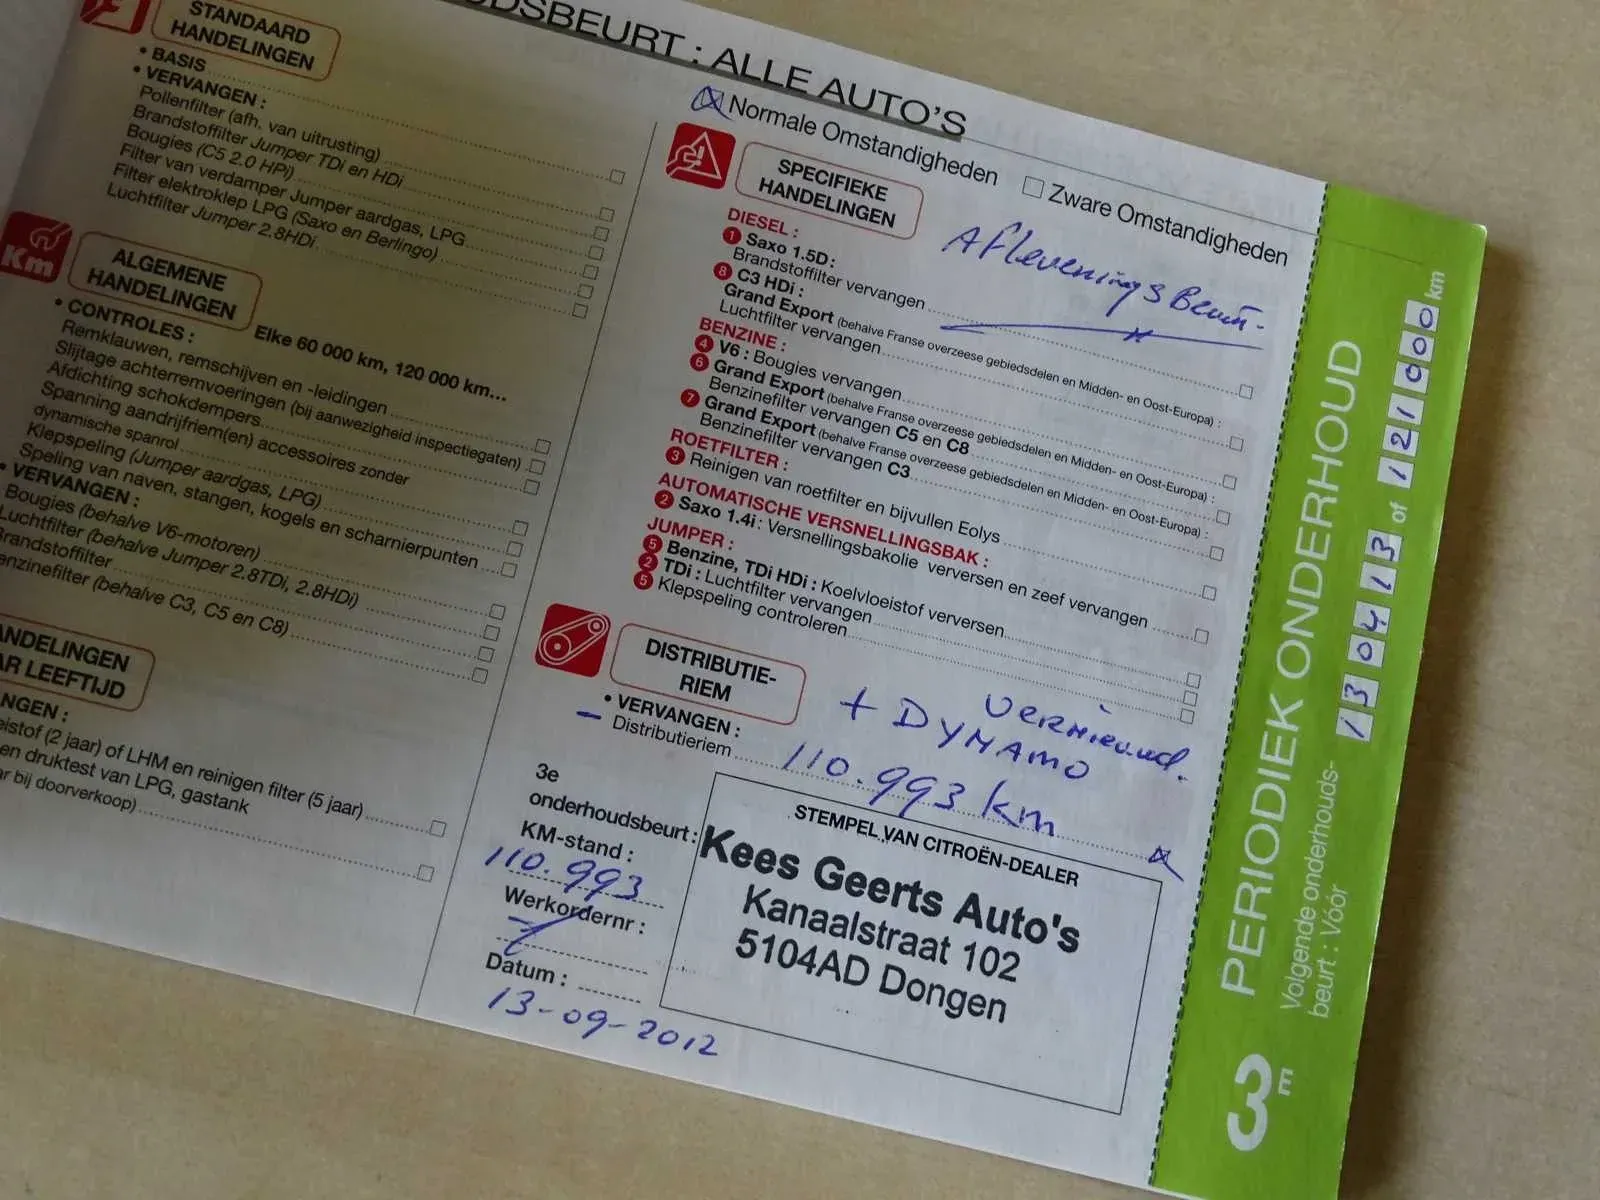 DSBEURT : ALLE AUTO'S
Normale Omstandigheden
Zware Omstandigheden
STANDAARD
HANDELINGEN
• BASIS
• VERVANGEN :
Pollenfilter (afh. van uitrusting)
Brandstoffilter Jumper TDi en HDi
Bougies (C5 2.0 HPi)
Filter van verdamper Jumper aardgas, LPG
Filter elektroklep LPG (Saxo en Berlingo)
Luchtfilter Jumper 2.8HDi
Km
ALGEMENE
HANDELINGEN
Elke 60 000 km, 120 000 km...
• CONTROLES :
Remklauwen, remschijven en -leidingen
Slijtage achterremvoeringen (bij aanwezigheid inspectiegaten)
Afdichting schokdempers
Spanning aandrijfriem(en) accessoires zonder
dynamische spanrol
Klepspeling (Jumper aardgas, LPG)
Speling van naven, stangen, kogels en scharnierpunten
• VERVANGEN :
Bougies (behalve V6-motoren)
Luchtfilter (behalve Jumper 2.8TDi, 2.8HDi)
randstoffilter
enzinefilter (behalve C3, C5 en C8)
ANDELINGEN
AR LEEFTIJD
NGEN :
eistof (2 jaar) of LHM en reinigen filter (5 jaar)
en druktest van LPG, gastank
ar bij doorverkoop)
SPECIFIEKE
HANDELINGEN
Afleverings Beurt.
DIESEL :
1 Saxo 1.5D :
Brandstoffilter vervangen
8 C3 HDi :
Grand Export (behalve Franse overzeese gebiedsdelen en Midden- en Oost-Europa) :
Luchtfilter vervangen
BENZINE :
4 V6 : Bougies vervangen
6 Grand Export (behalve Franse overzeese gebiedsdelen en Midden- en Oost-Europa) :
Benzinefilter vervangen C5 en C8
7 Grand Export (behalve Franse overzeese gebiedsdelen en Midden- en Oost-Europa) :
Benzinefilter vervangen C3
ROETFILTER :
3 Reinigen van roetfilter en bijvullen Eolys
AUTOMATISCHE VERSNELLINGSBAK :
2 Saxo 1.4i : Versnellingsbakolie verversen en zeef vervangen
JUMPER :
5 Benzine, TDi HDi : Koelvloeistof verversen
2 TDi : Luchtfilter vervangen
5 Klepspeling controleren
DISTRIBUTIE-
RIEM
• VERVANGEN :
– Distributieriem
+ DYNAMO
vernieuwd.
110.993 km
3e
onderhoudsbeurt :
KM-stand :
110.993
Werkordernr :
Datum :
13-09-2012
STEMPEL VAN CITROËN-DEALER
Kees Geerts Auto's
Kanaalstraat 102
5104AD Dongen
3E PERIODIEK ONDERHOUD
Volgende onderhouds-
beurt : Vóór
13 04 13 of 121 000 km